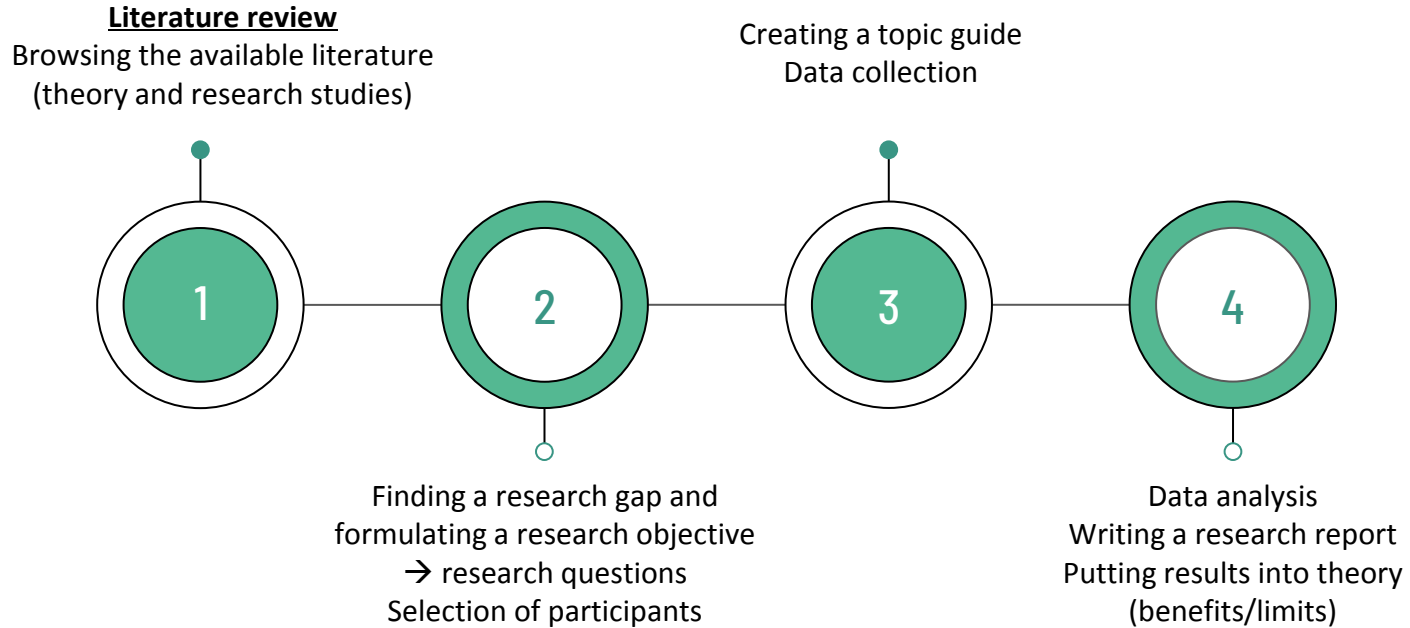 Literature review
Browsing the available literature
(theory and research studies)
1
2
Finding a research gap and
formulating a research objective
→ research questions
Selection of participants
Creating a topic guide
Data collection
3
4
Data analysis
Writing a research report
Putting results into theory
(benefits/limits)